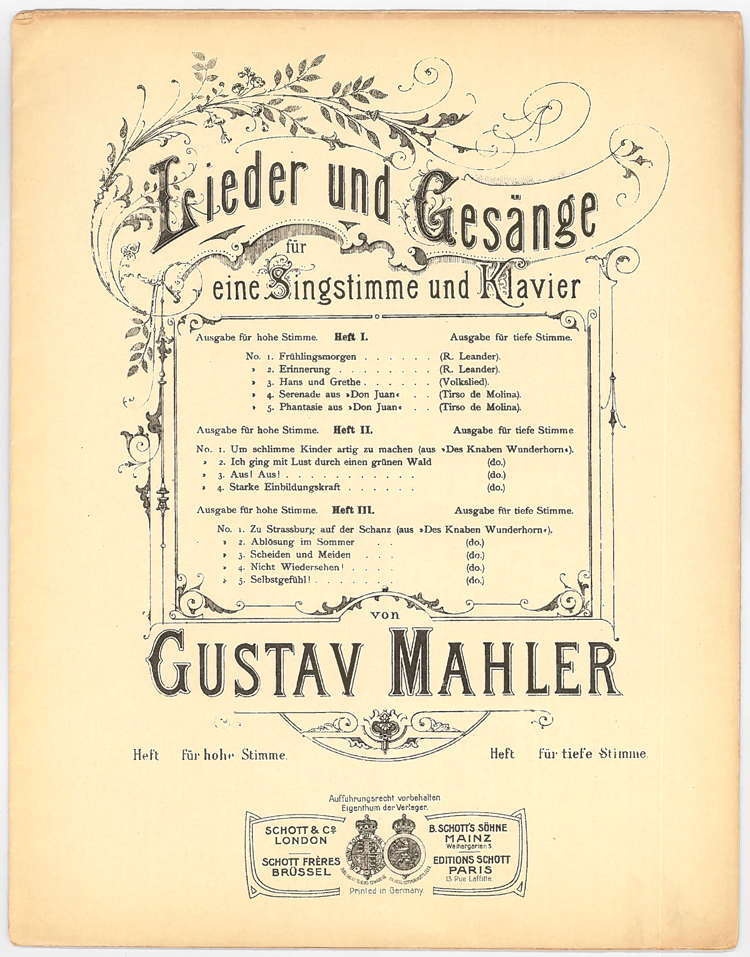 Lieder und Gesänge
für
eine Singstimme und Klavier
Ausgabe für hohe Stimme. Heft I. Ausgabe für tiefe Stimme.
No. 1. Frühlingsmorgen . . . . . . (R. Leander).
» 2. Erinnerung . . . . . . . . (R. Leander).
» 3. Hans und Grethe . . . . . . (Volkslied).
» 4. Serenade aus »Don Juan« . . (Tirso de Molina).
» 5. Phantasie aus »Don Juan« . . (Tirso de Molina).
Ausgabe für hohe Stimme. Heft II. Ausgabe für tiefe Stimme
No. 1. Um schlimme Kinder artig zu machen (aus »Des Knaben Wunderhorn«).
» 2. Ich ging mit Lust durch einen grünen Wald (do.)
» 3. Aus! Aus! . . . . . . . . . . . (do.)
» 4. Starke Einbildungskraft . . . . . . (do.)
Ausgabe für hohe Stimme. Heft III. Ausgabe für tiefe Stimme.
No. 1. Zu Strassburg auf der Schanz (aus »Des Knaben Wunderhorn«).
» 2. Ablösung im Sommer . . (do.)
» 3. Scheiden und Meiden . . . (do.)
» 4. Nicht Wiedersehen! . . . . (do.)
» 5. Selbstgefühl! . . . . . . . (do.)
von
GUSTAV MAHLER
Heft für hohe Stimme. Heft für tiefe Stimme.
Aufführungsrecht vorbehalten
Eigenthum der Verleger.
SCHOTT & Co
LONDON
SCHOTT FRÈRES
BRÜSSEL
B. SCHOTT'S SÖHNE
MAINZ
Weihergarten 5.
EDITIONS SCHOTT
PARIS
13 Rue Laffitte.
Printed in Germany.